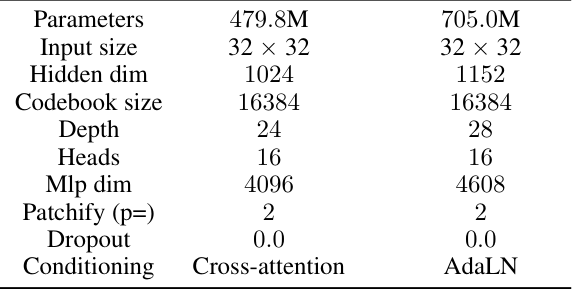 Parameters 479.8M 705.0M
Input size 32 × 32 32 × 32
Hidden dim 1024 1152
Codebook size 16384 16384
Depth 24 28
Heads 16 16
Mlp dim 4096 4608
Patchify (p=) 2 2
Dropout 0.0 0.0
Conditioning Cross-attention AdaLN